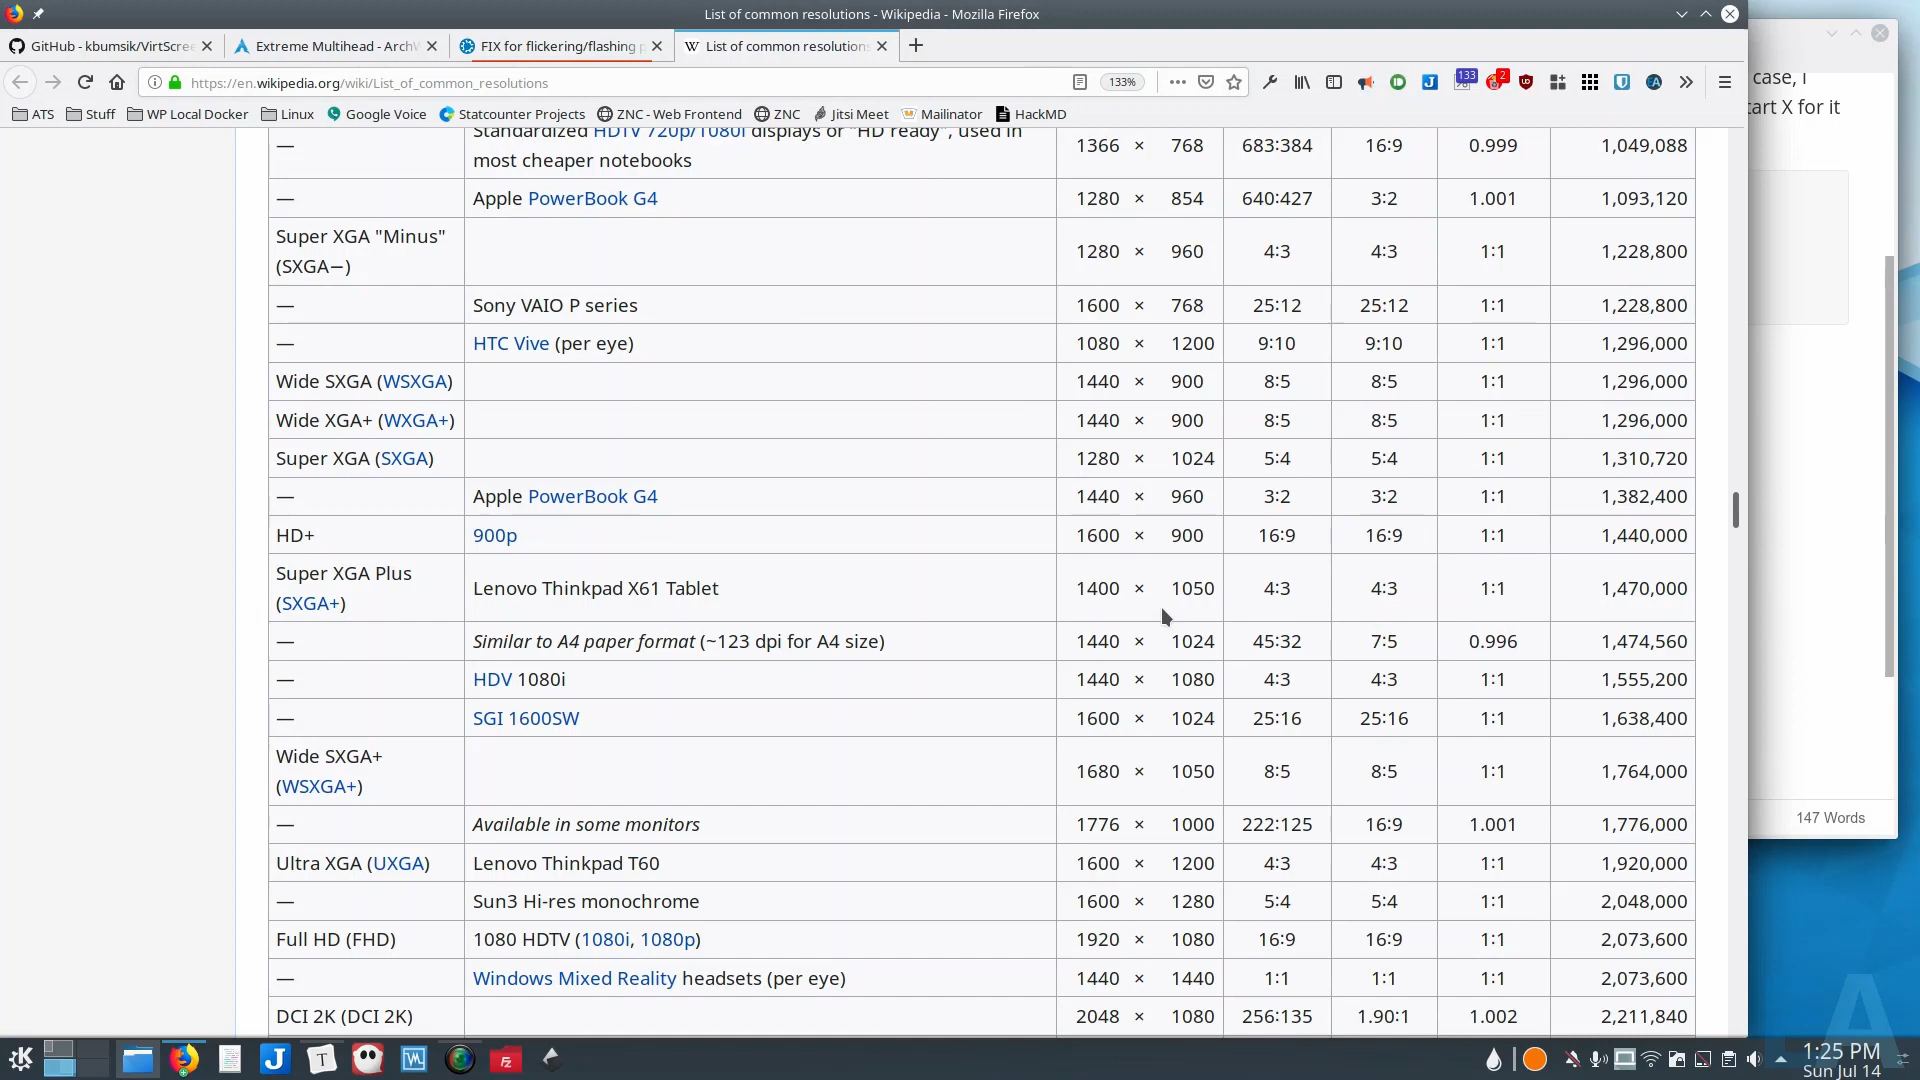 List of common resolutions - Wikipedia - Mozilla Firefox
GitHub - kbumsik/VirtScre
Extreme Multihead - ArchW
FIX for flickering/flashing p
W List of common resolutions
https://en.wikipedia.org/wiki/List_of_common_resolutions
133%
133
2
ATS
Stuff
WP Local Docker
Linux
Google Voice
Statcounter Projects
ZNC - Web Frontend
ZNC
Jitsi Meet
Mailinator
HackMD
case, I
tart X for it
— Standardized HDTV 720p/1080i displays or "HD ready", used in
most cheaper notebooks 1366 × 768 683:384 16:9 0.999 1,049,088
— Apple PowerBook G4 1280 × 854 640:427 3:2 1.001 1,093,120
Super XGA "Minus"
(SXGA−) 1280 × 960 4:3 4:3 1:1 1,228,800
— Sony VAIO P series 1600 × 768 25:12 25:12 1:1 1,228,800
— HTC Vive (per eye) 1080 × 1200 9:10 9:10 1:1 1,296,000
Wide SXGA (WSXGA) 1440 × 900 8:5 8:5 1:1 1,296,000
Wide XGA+ (WXGA+) 1440 × 900 8:5 8:5 1:1 1,296,000
Super XGA (SXGA) 1280 × 1024 5:4 5:4 1:1 1,310,720
— Apple PowerBook G4 1440 × 960 3:2 3:2 1:1 1,382,400
HD+ 900p 1600 × 900 16:9 16:9 1:1 1,440,000
Super XGA Plus
(SXGA+) Lenovo Thinkpad X61 Tablet 1400 × 1050 4:3 4:3 1:1 1,470,000
— Similar to A4 paper format (~123 dpi for A4 size) 1440 × 1024 45:32 7:5 0.996 1,474,560
— HDV 1080i 1440 × 1080 4:3 4:3 1:1 1,555,200
— SGI 1600SW 1600 × 1024 25:16 25:16 1:1 1,638,400
Wide SXGA+
(WSXGA+) 1680 × 1050 8:5 8:5 1:1 1,764,000
— Available in some monitors 1776 × 1000 222:125 16:9 1.001 1,776,000
Ultra XGA (UXGA) Lenovo Thinkpad T60 1600 × 1200 4:3 4:3 1:1 1,920,000
— Sun3 Hi-res monochrome 1600 × 1280 5:4 5:4 1:1 2,048,000
Full HD (FHD) 1080 HDTV (1080i, 1080p) 1920 × 1080 16:9 16:9 1:1 2,073,600
— Windows Mixed Reality headsets (per eye) 1440 × 1440 1:1 1:1 1:1 2,073,600
DCI 2K (DCI 2K) 2048 × 1080 256:135 1.90:1 1.002 2,211,840
147 Words
1:25 PM
Sun Jul 14